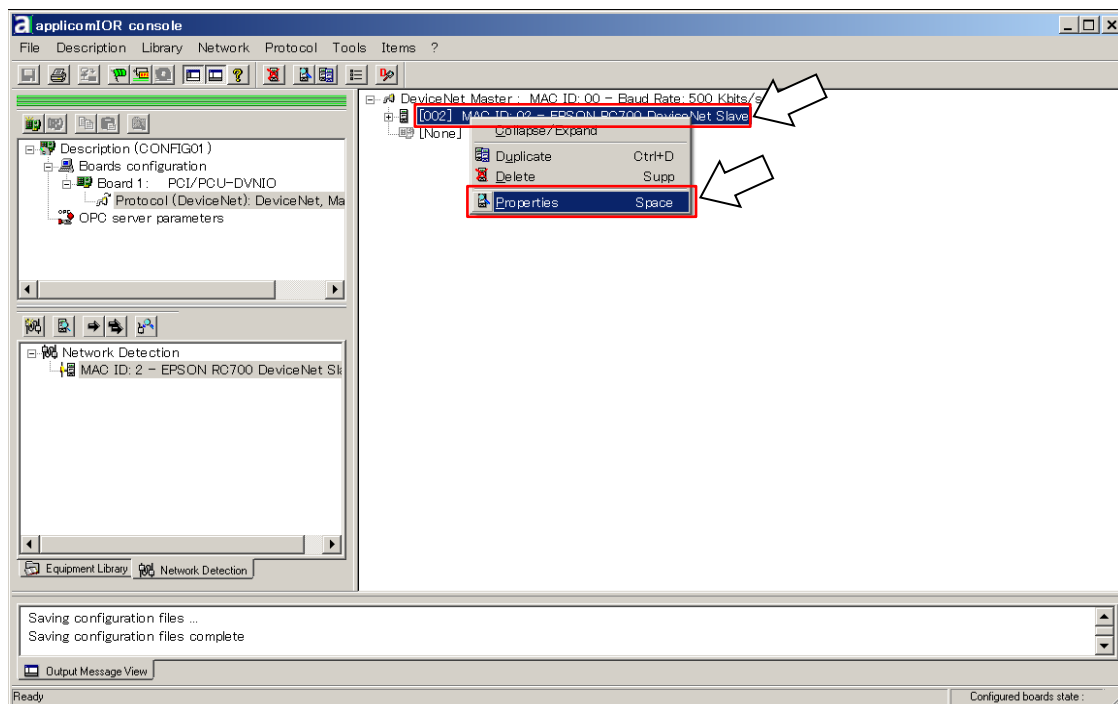 applicomIOR console
File Description Library Network Protocol Tools Items ?
Description (CONFIG01)
Boards configuration
Board 1: PCI/PCU-DVNIO
Protocol (DeviceNet): DeviceNet, Ma
OPC server parameters
Network Detection
MAC ID: 2 - EPSON RC700 DeviceNet Sl
Equipment Library Network Detection
DeviceNet Master : MAC ID: 00 - Baud Rate: 500 Kbits/s
[002] MAC ID: 02 - EPSON RC700 DeviceNet Slave
[None]
Collapse/Expand
Duplicate Ctrl+D
Delete Supp
Properties Space
Saving configuration files ...
Saving configuration files complete
Output Message View
Ready Configured boards state :